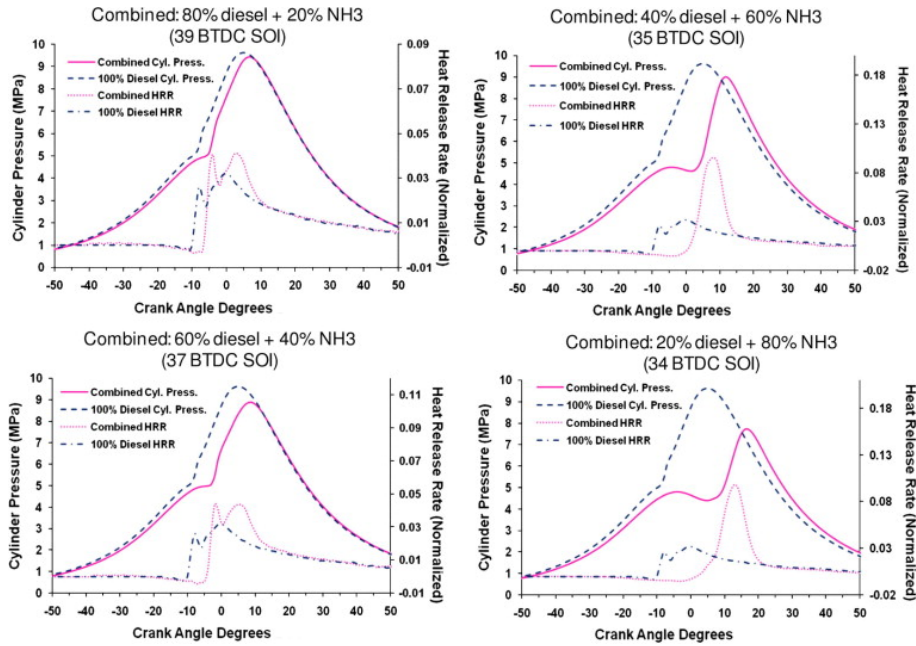 Combined: 80% diesel + 20% NH3
(39 BTDC SOI)
Cylinder Pressure (MPa)
10
9
8
7
6
5
4
3
2
1
0
Combined Cyl. Press.
100% Diesel Cyl. Press.
Combined HRR
100% Diesel HRR
0.09
0.07
0.05
0.03
0.01
-0.01
Heat Release Rate (Normalized)
-50 -40 -30 -20 -10 0 10 20 30 40 50
Crank Angle Degrees
Combined: 40% diesel + 60% NH3
(35 BTDC SOI)
Cylinder Pressure (MPa)
10
9
8
7
6
5
4
3
2
1
0
Combined Cyl. Press.
100% Diesel Cyl. Press.
Combined HRR
100% Diesel HRR
0.18
0.13
0.08
0.03
-0.02
Heat Release Rate (Normalized)
-50 -40 -30 -20 -10 0 10 20 30 40 50
Crank Angle Degrees
Combined: 60% diesel + 40% NH3
(37 BTDC SOI)
Cylinder Pressure (MPa)
10
9
8
7
6
5
4
3
2
1
0
Combined Cyl. Press.
100% Diesel Cyl. Press.
Combined HRR
100% Diesel HRR
0.11
0.09
0.07
0.05
0.03
0.01
-0.01
Heat Release Rate (Normalized)
-50 -40 -30 -20 -10 0 10 20 30 40 50
Crank Angle Degrees
Combined: 20% diesel + 80% NH3
(34 BTDC SOI)
Cylinder Pressure (MPa)
10
9
8
7
6
5
4
3
2
1
0
Combined Cyl. Press.
100% Diesel Cyl. Press.
Combined HRR
100% Diesel HRR
0.18
0.13
0.08
0.03
-0.02
Heat Release Rate (Normalized)
-50 -40 -30 -20 -10 0 10 20 30 40 50
Crank Angle Degrees